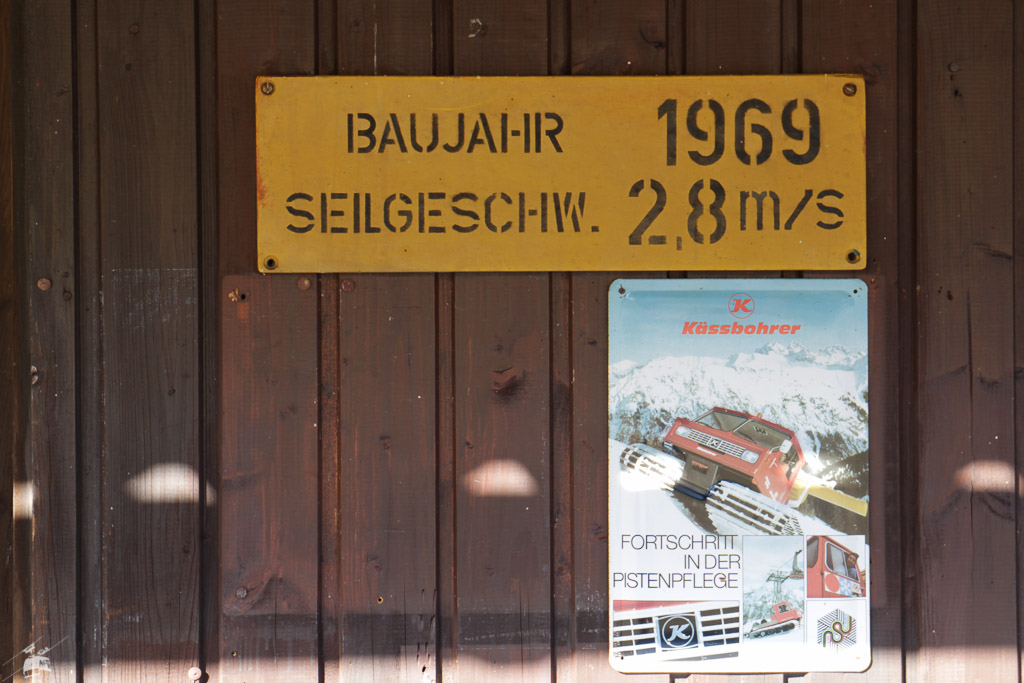 BAUJAHR 1969
SEILGESCHW. 2,8 m/s
K
Kässbohrer
FORTSCHRITT
IN DER
PISTENPFLEGE
K